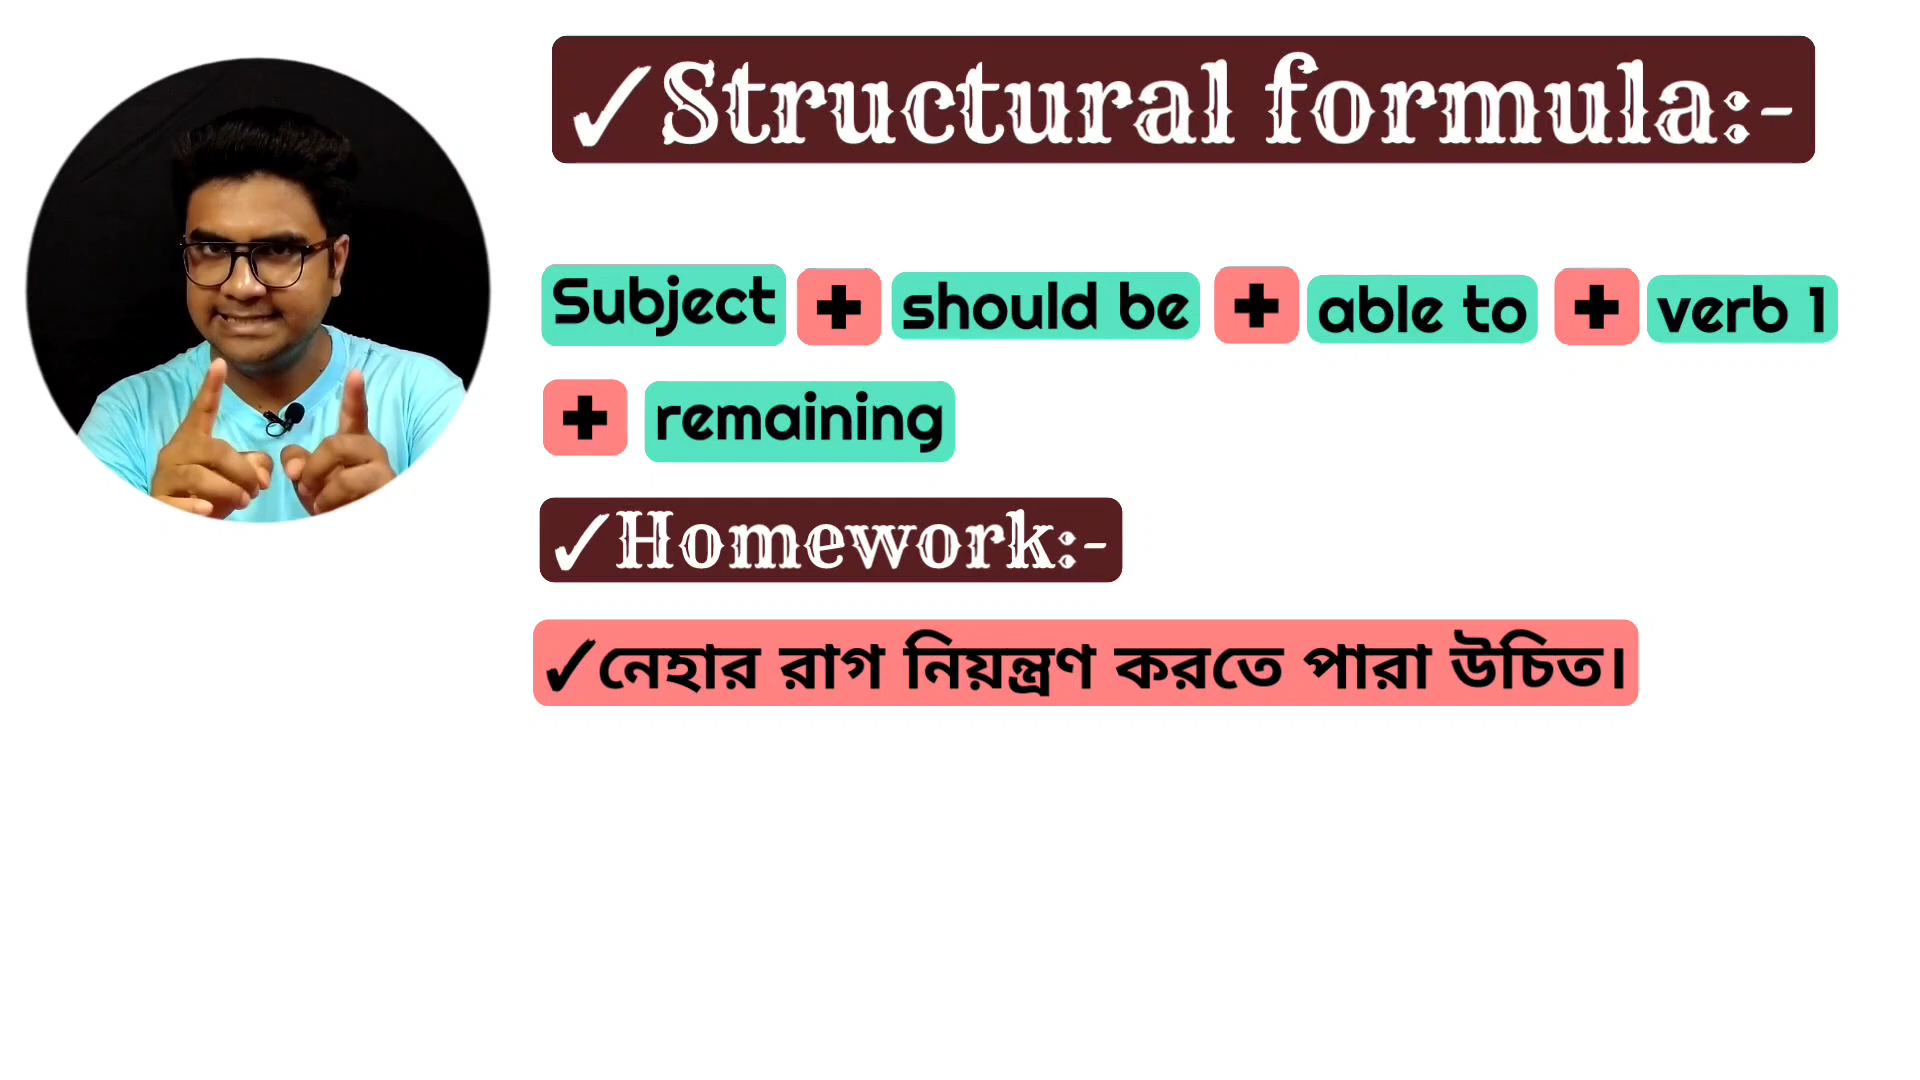 ✓Structural formula:-
Subject + should be + able to + verb 1
+ remaining
✓Homework:-
✓নেহার রাগ নিয়ন্ত্রণ করতে পারা উচিত।